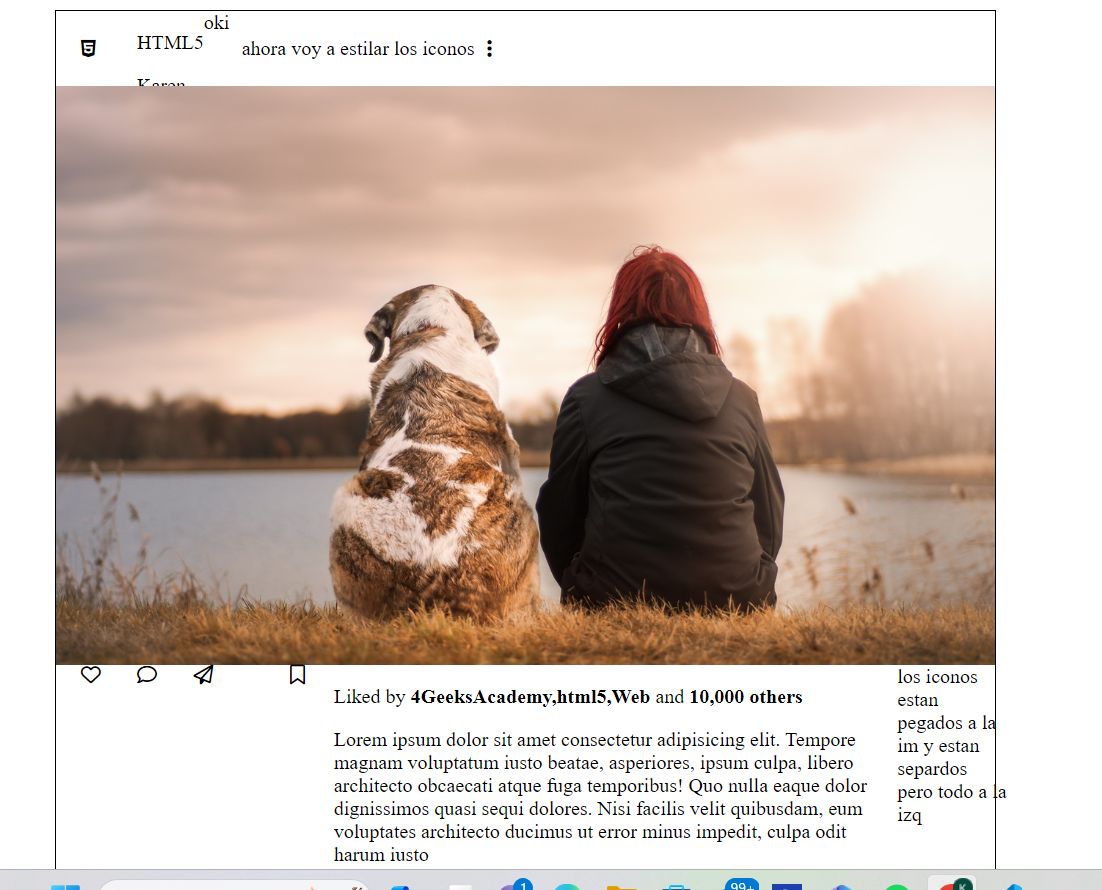 oki
HTML5
ahora voy a estilar los iconos
Karen
Liked by 4GeeksAcademy,html5,Web and 10,000 others
Lorem ipsum dolor sit amet consectetur adipisicing elit. Tempore
magnam voluptatum iusto beatae, asperiores, ipsum culpa, libero
architecto obcaecati atque fuga temporibus! Quo nulla eaque dolor
dignissimos quasi sequi dolores. Nisi facilis velit quibusdam, eum
voluptates architecto ducimus ut error minus impedit, culpa odit
harum iusto
los iconos
estan
pegados a la
im y estan
separdos
pero todo a la
izq
1
99+
K